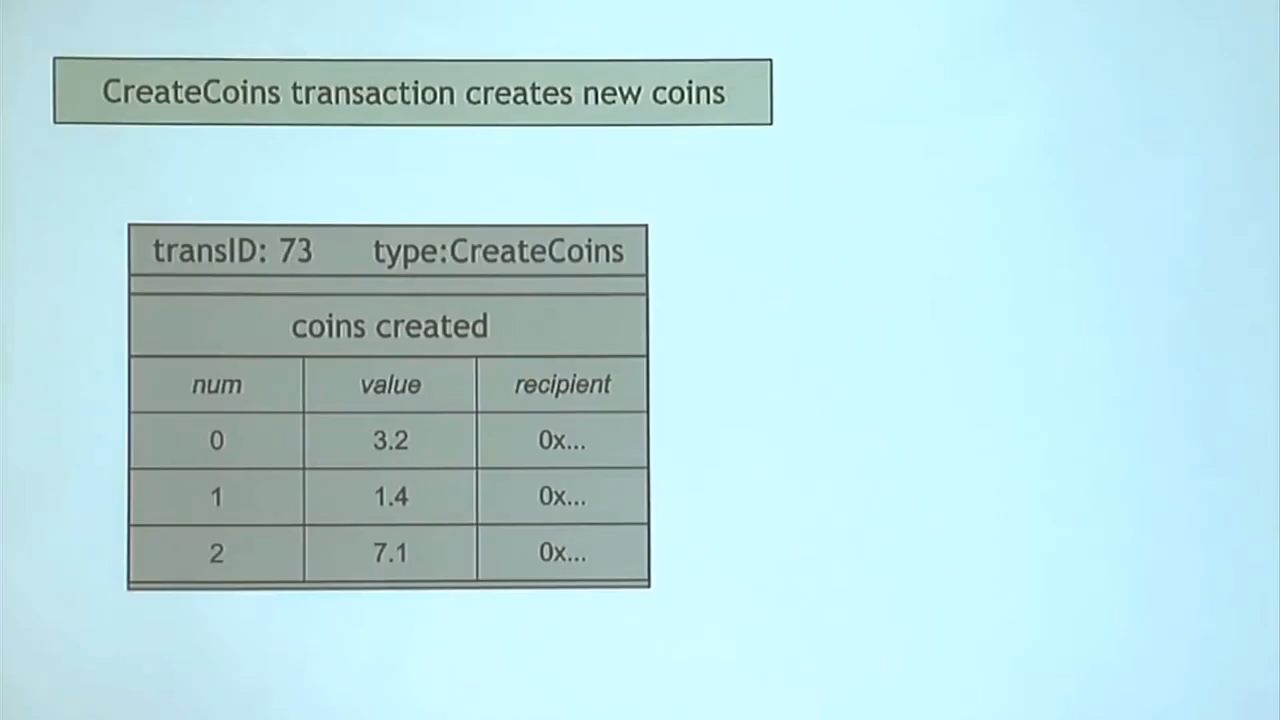 CreateCoins transaction creates new coins
transID: 73 type:CreateCoins
coins created
num value recipient
0 3.2 0x...
1 1.4 0x...
2 7.1 0x...